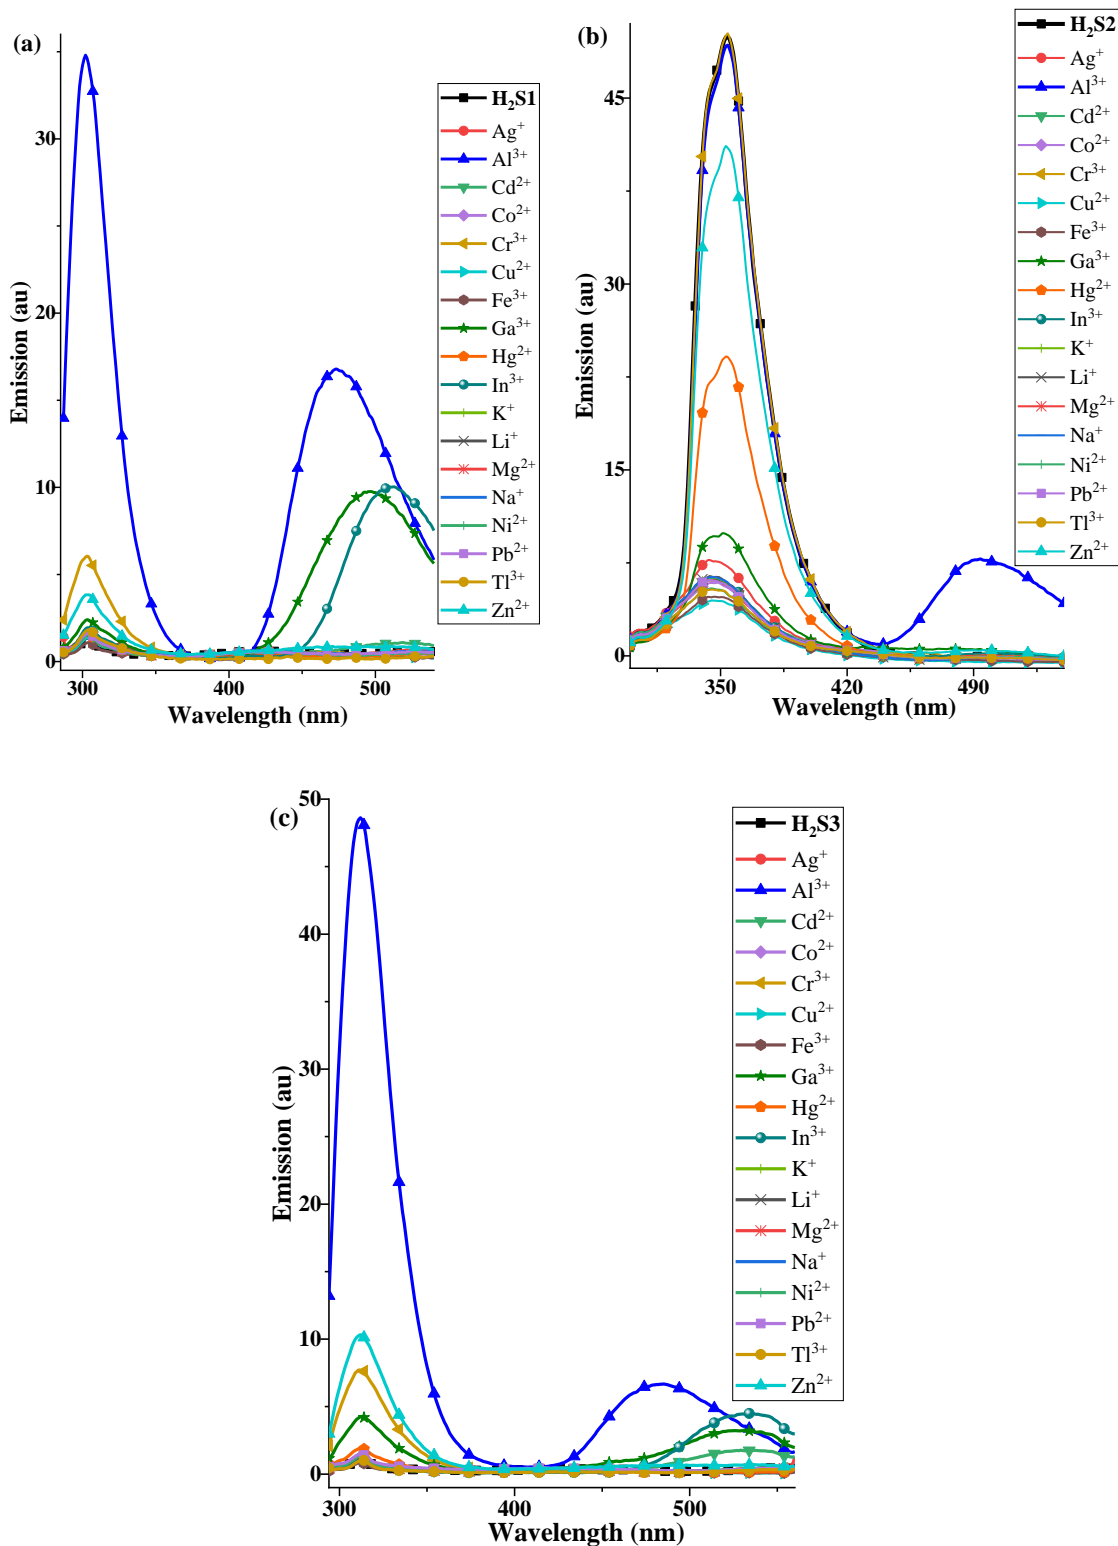 (a)
Emission (au)
30
20
10
0
300
400
500
Wavelength (nm)
H₂S1
Ag⁺
Al³⁺
Cd²⁺
Co²⁺
Cr³⁺
Cu²⁺
Fe³⁺
Ga³⁺
Hg²⁺
In³⁺
K⁺
Li⁺
Mg²⁺
Na⁺
Ni²⁺
Pb²⁺
Tl³⁺
Zn²⁺
(b)
Emission (au)
45
30
15
0
350
420
490
Wavelength (nm)
H₂S2
Ag⁺
Al³⁺
Cd²⁺
Co²⁺
Cr³⁺
Cu²⁺
Fe³⁺
Ga³⁺
Hg²⁺
In³⁺
K⁺
Li⁺
Mg²⁺
Na⁺
Ni²⁺
Pb²⁺
Tl³⁺
Zn²⁺
(c)
Emission (au)
50
40
30
20
10
0
300
400
500
Wavelength (nm)
H₂S3
Ag⁺
Al³⁺
Cd²⁺
Co²⁺
Cr³⁺
Cu²⁺
Fe³⁺
Ga³⁺
Hg²⁺
In³⁺
K⁺
Li⁺
Mg²⁺
Na⁺
Ni²⁺
Pb²⁺
Tl³⁺
Zn²⁺